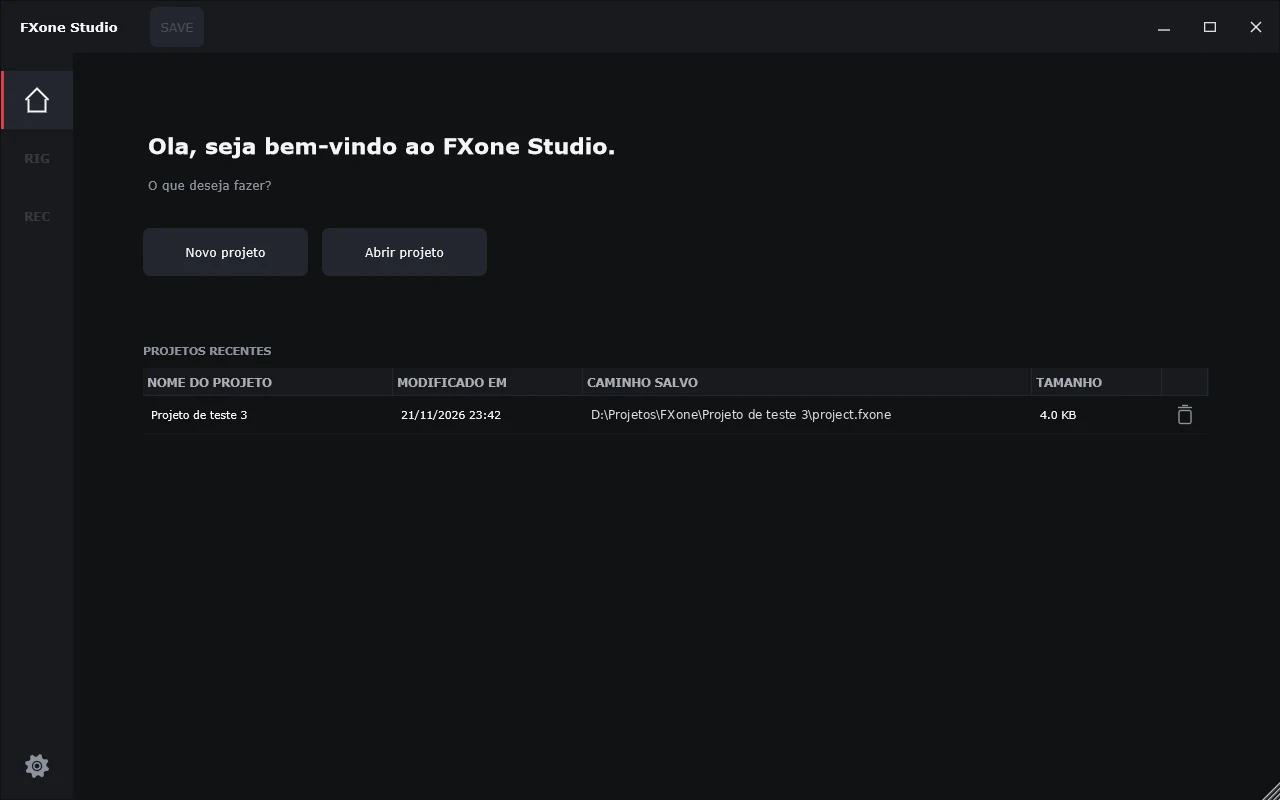 FXone Studio SAVE
RIG
REC
Ola, seja bem-vindo ao FXone Studio.
O que deseja fazer?
Novo projeto Abrir projeto
PROJETOS RECENTES
NOME DO PROJETO MODIFICADO EM CAMINHO SALVO TAMANHO
Projeto de teste 3 21/11/2026 23:42 D:\Projetos\FXone\Projeto de teste 3\project.fxone 4.0 KB